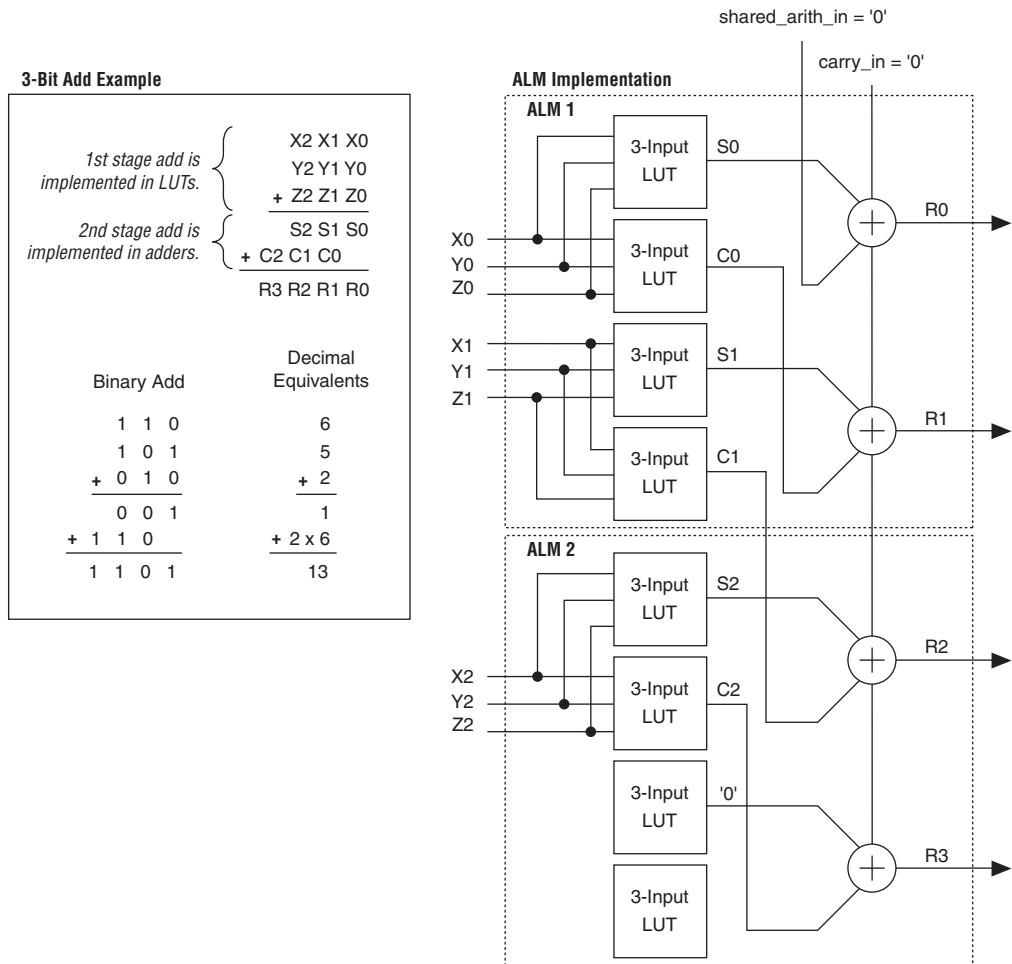 shared_arith_in = '0'
carry_in = '0'
3-Bit Add Example
1st stage add is
implemented in LUTs.
2nd stage add is
implemented in adders.
X2 X1 X0
Y2 Y1 Y0
+ Z2 Z1 Z0
S2 S1 S0
+ C2 C1 C0
R3 R2 R1 R0
Binary Add
1 1 0
1 0 1
+ 0 1 0
0 0 1
+ 1 1 0
1 1 0 1
Decimal
Equivalents
6
5
+ 2
1
+ 2 x 6
13
ALM Implementation
ALM 1
3-Input
LUT
S0
R0
X0
Y0
Z0
3-Input
LUT
C0
X1
Y1
Z1
3-Input
LUT
S1
R1
3-Input
LUT
C1
ALM 2
3-Input
LUT
S2
R2
X2
Y2
Z2
3-Input
LUT
C2
3-Input
LUT
'0'
R3
3-Input
LUT